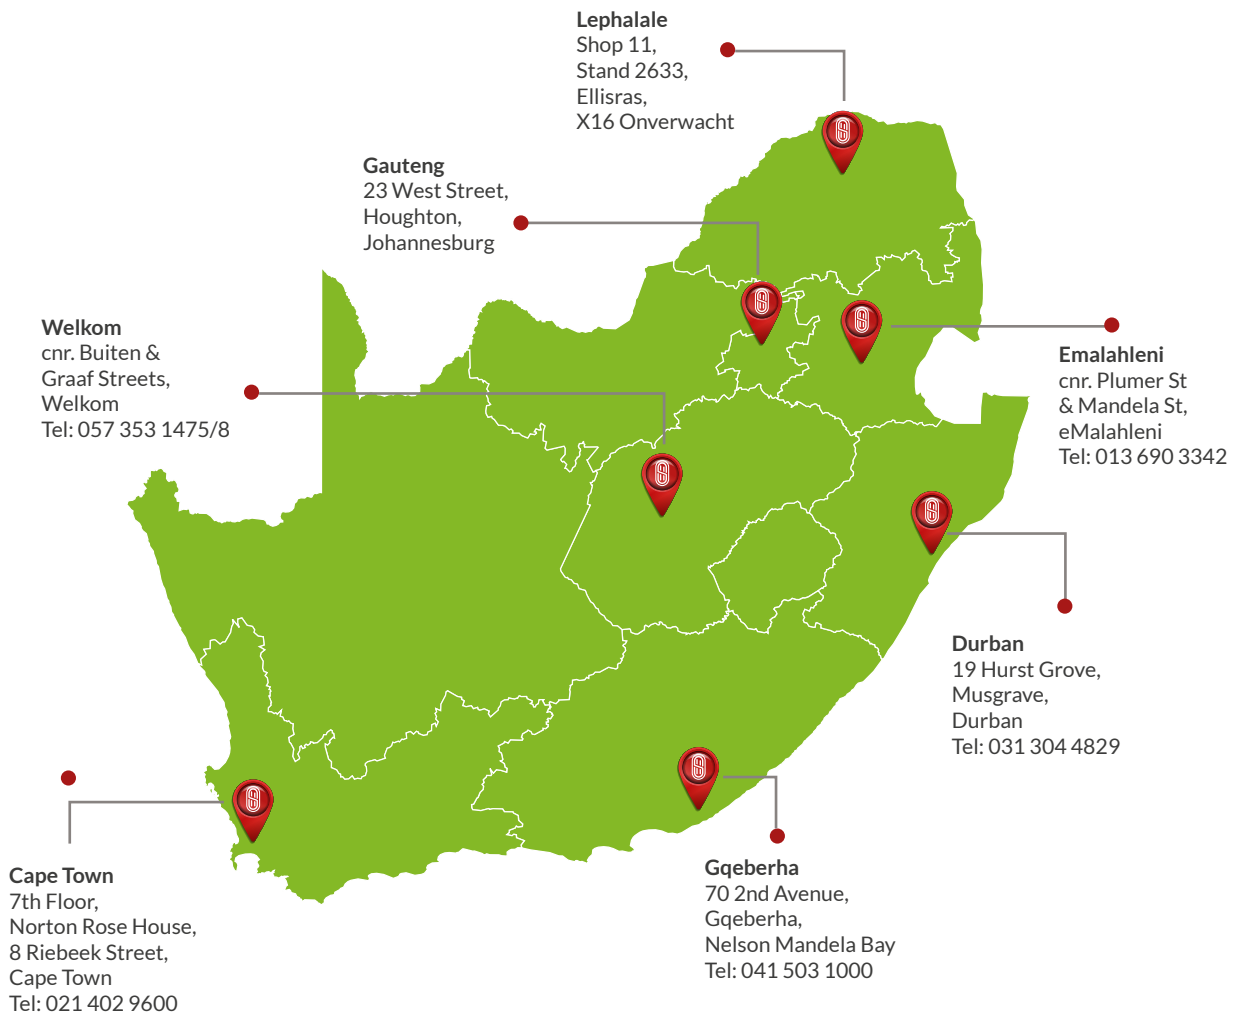 Lephalale
Shop 11,
Stand 2633,
Ellisras,
X16 Onverwacht
Gauteng
23 West Street,
Houghton,
Johannesburg
Welkom
cnr. Buiten &
Graaf Streets,
Welkom
Tel: 057 353 1475/8
Emalahleni
cnr. Plumer St
& Mandela St,
eMalahleni
Tel: 013 690 3342
Durban
19 Hurst Grove,
Musgrave,
Durban
Tel: 031 304 4829
Gqeberha
70 2nd Avenue,
Gqeberha,
Nelson Mandela Bay
Tel: 041 503 1000
Cape Town
7th Floor,
Norton Rose House,
8 Riebeek Street,
Cape Town
Tel: 021 402 9600